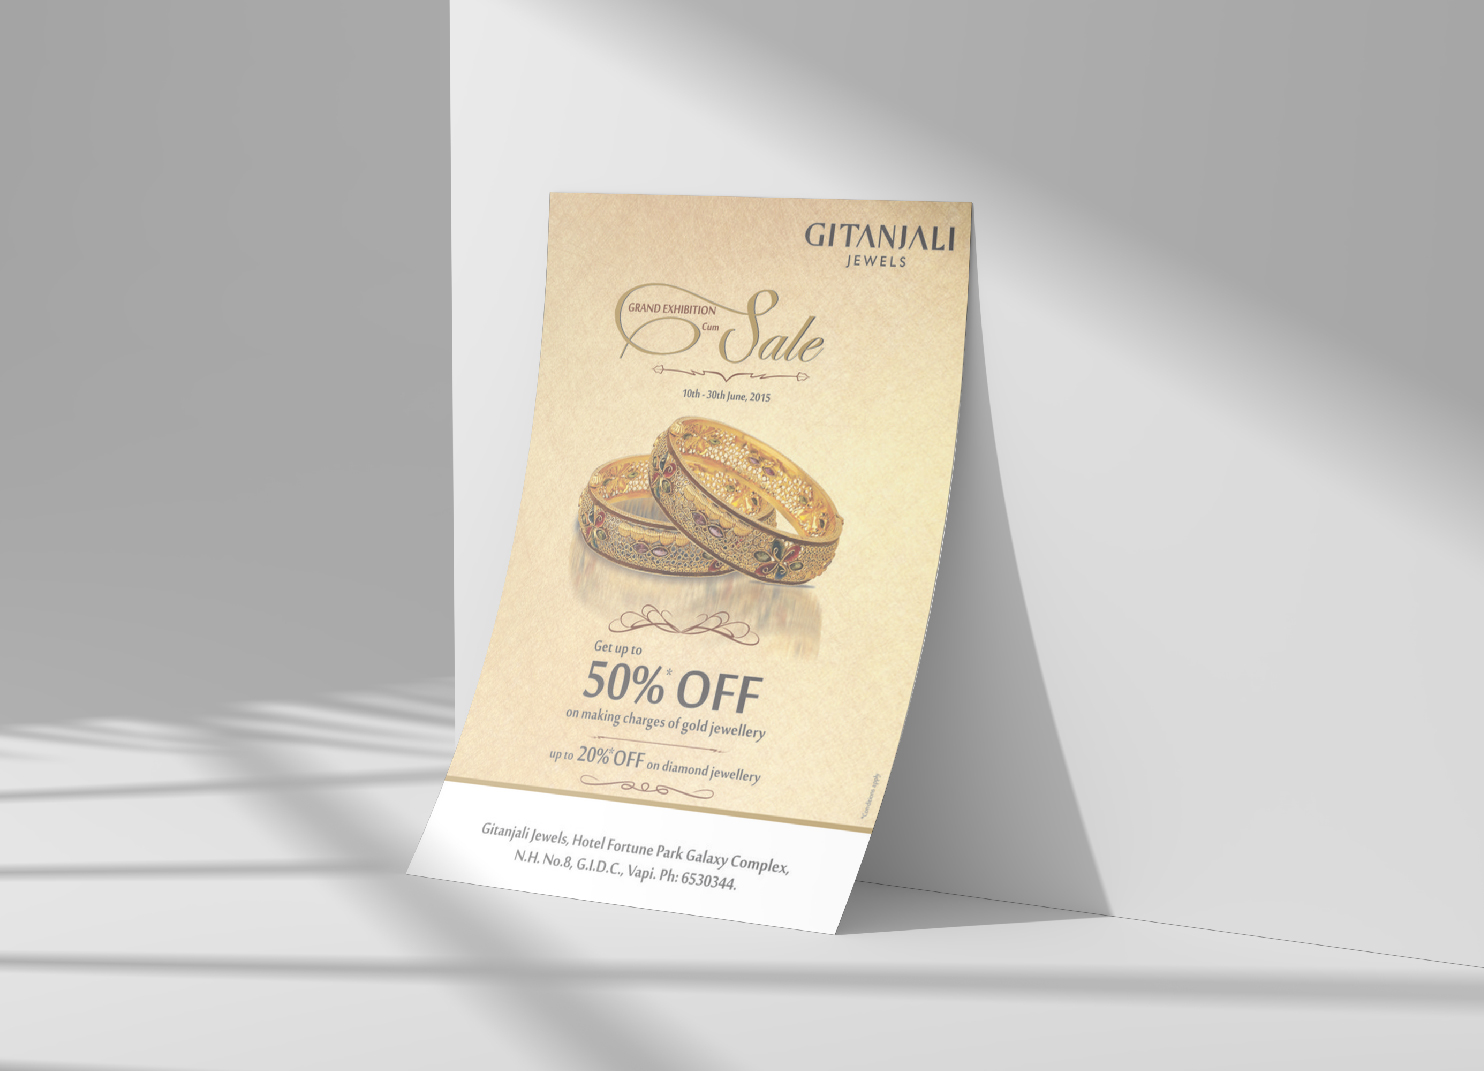 GITANJALI
JEWELS
GRAND EXHIBITION
Cum
Sale
10th - 30th June, 2015
Get up to
50%* OFF
on making charges of gold jewellery
up to 20%*OFF on diamond jewellery
*Conditions apply
Gitanjali Jewels, Hotel Fortune Park Galaxy Complex,
N.H. No.8, G.I.D.C., Vapi. Ph: 6530344.